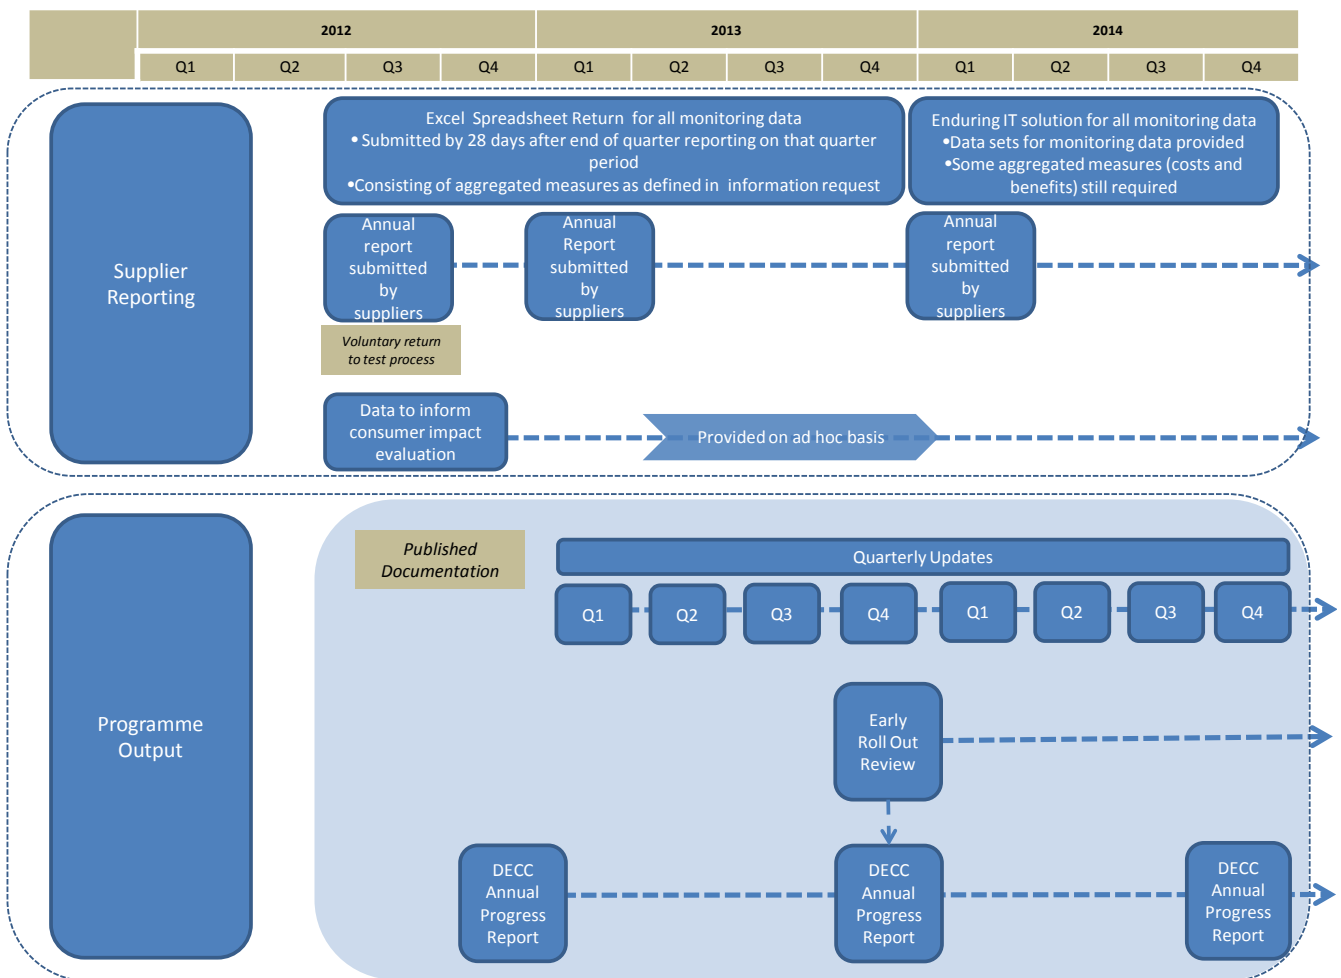 2012 2013 2014
Q1 Q2 Q3 Q4 Q1 Q2 Q3 Q4 Q1 Q2 Q3 Q4
Supplier
Reporting
Excel Spreadsheet Return for all monitoring data
• Submitted by 28 days after end of quarter reporting on that quarter
period
•Consisting of aggregated measures as defined in information request
Enduring IT solution for all monitoring data
•Data sets for monitoring data provided
•Some aggregated measures (costs and
benefits) still required
Annual
report
submitted
by
suppliers
Annual
Report
submitted
by
suppliers
Annual
report
submitted
by
suppliers
Voluntary return
to test process
Data to inform
consumer impact
evaluation
Provided on ad hoc basis
Programme
Output
Published
Documentation
Quarterly Updates
Q1 Q2 Q3 Q4 Q1 Q2 Q3 Q4
Early
Roll Out
Review
DECC
Annual
Progress
Report
DECC
Annual
Progress
Report
DECC
Annual
Progress
Report